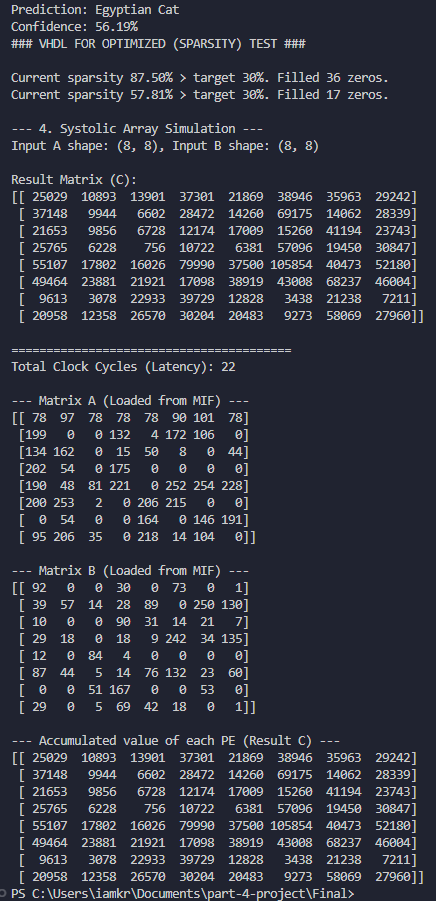 Prediction: Egyptian Cat
Confidence: 56.19%
### VHDL FOR OPTIMIZED (SPARSITY) TEST ###
Current sparsity 87.50% > target 30%. Filled 36 zeros.
Current sparsity 57.81% > target 30%. Filled 17 zeros.
--- 4. Systolic Array Simulation ---
Input A shape: (8, 8), Input B shape: (8, 8)
Result Matrix (C):
[[ 25029  10893  13901  37301  21869  38946  35963  29242]
 [ 37148   9944   6602  28472  14260  69175  14062  28339]
 [ 21653   9856   6728  12174  17009  15260  41194  23743]
 [ 25765   6228    756  10722   6381  57096  19450  30847]
 [ 55107  17802  16026  79990  37500 105854  40473  52180]
 [ 49464  23881  21921  17098  38919  43008  68237  46004]
 [  9613   3078  22933  39729  12828   3438  21238   7211]
 [ 20958  12358  26570  30204  20483   9273  58069  27960]]
========================================
Total Clock Cycles (Latency): 22
--- Matrix A (Loaded from MIF) ---
[[ 78  97  78  78  78  90 101  78]
 [199   0   0 132   4 172 106   0]
 [134 162   0  15  50   8   0  44]
 [202  54   0 175   0   0   0   0]
 [190  48  81 221   0 252 254 228]
 [200 253   2   0 206 215   0   0]
 [  0  54   0   0 164   0 146 191]
 [ 95 206  35   0 218  14 104   0]]
--- Matrix B (Loaded from MIF) ---
[[ 92   0   0  30   0  73   0   1]
 [ 39  57  14  28  89   0 250 130]
 [ 10   0   0  90  31  14  21   7]
 [ 29  18   0  18   9 242  34 135]
 [ 12   0  84   4   0   0   0   0]
 [ 87  44   5  14  76 132  23  60]
 [  0   0  51 167   0   0  53   0]
 [ 29   0   5  69  42  18   0   1]]
--- Accumulated value of each PE (Result C) ---
[[ 25029  10893  13901  37301  21869  38946  35963  29242]
 [ 37148   9944   6602  28472  14260  69175  14062  28339]
 [ 21653   9856   6728  12174  17009  15260  41194  23743]
 [ 25765   6228    756  10722   6381  57096  19450  30847]
 [ 55107  17802  16026  79990  37500 105854  40473  52180]
 [ 49464  23881  21921  17098  38919  43008  68237  46004]
 [  9613   3078  22933  39729  12828   3438  21238   7211]
 [ 20958  12358  26570  30204  20483   9273  58069  27960]]
PS C:\Users\iamkr\Documents\part-4-project\Final>